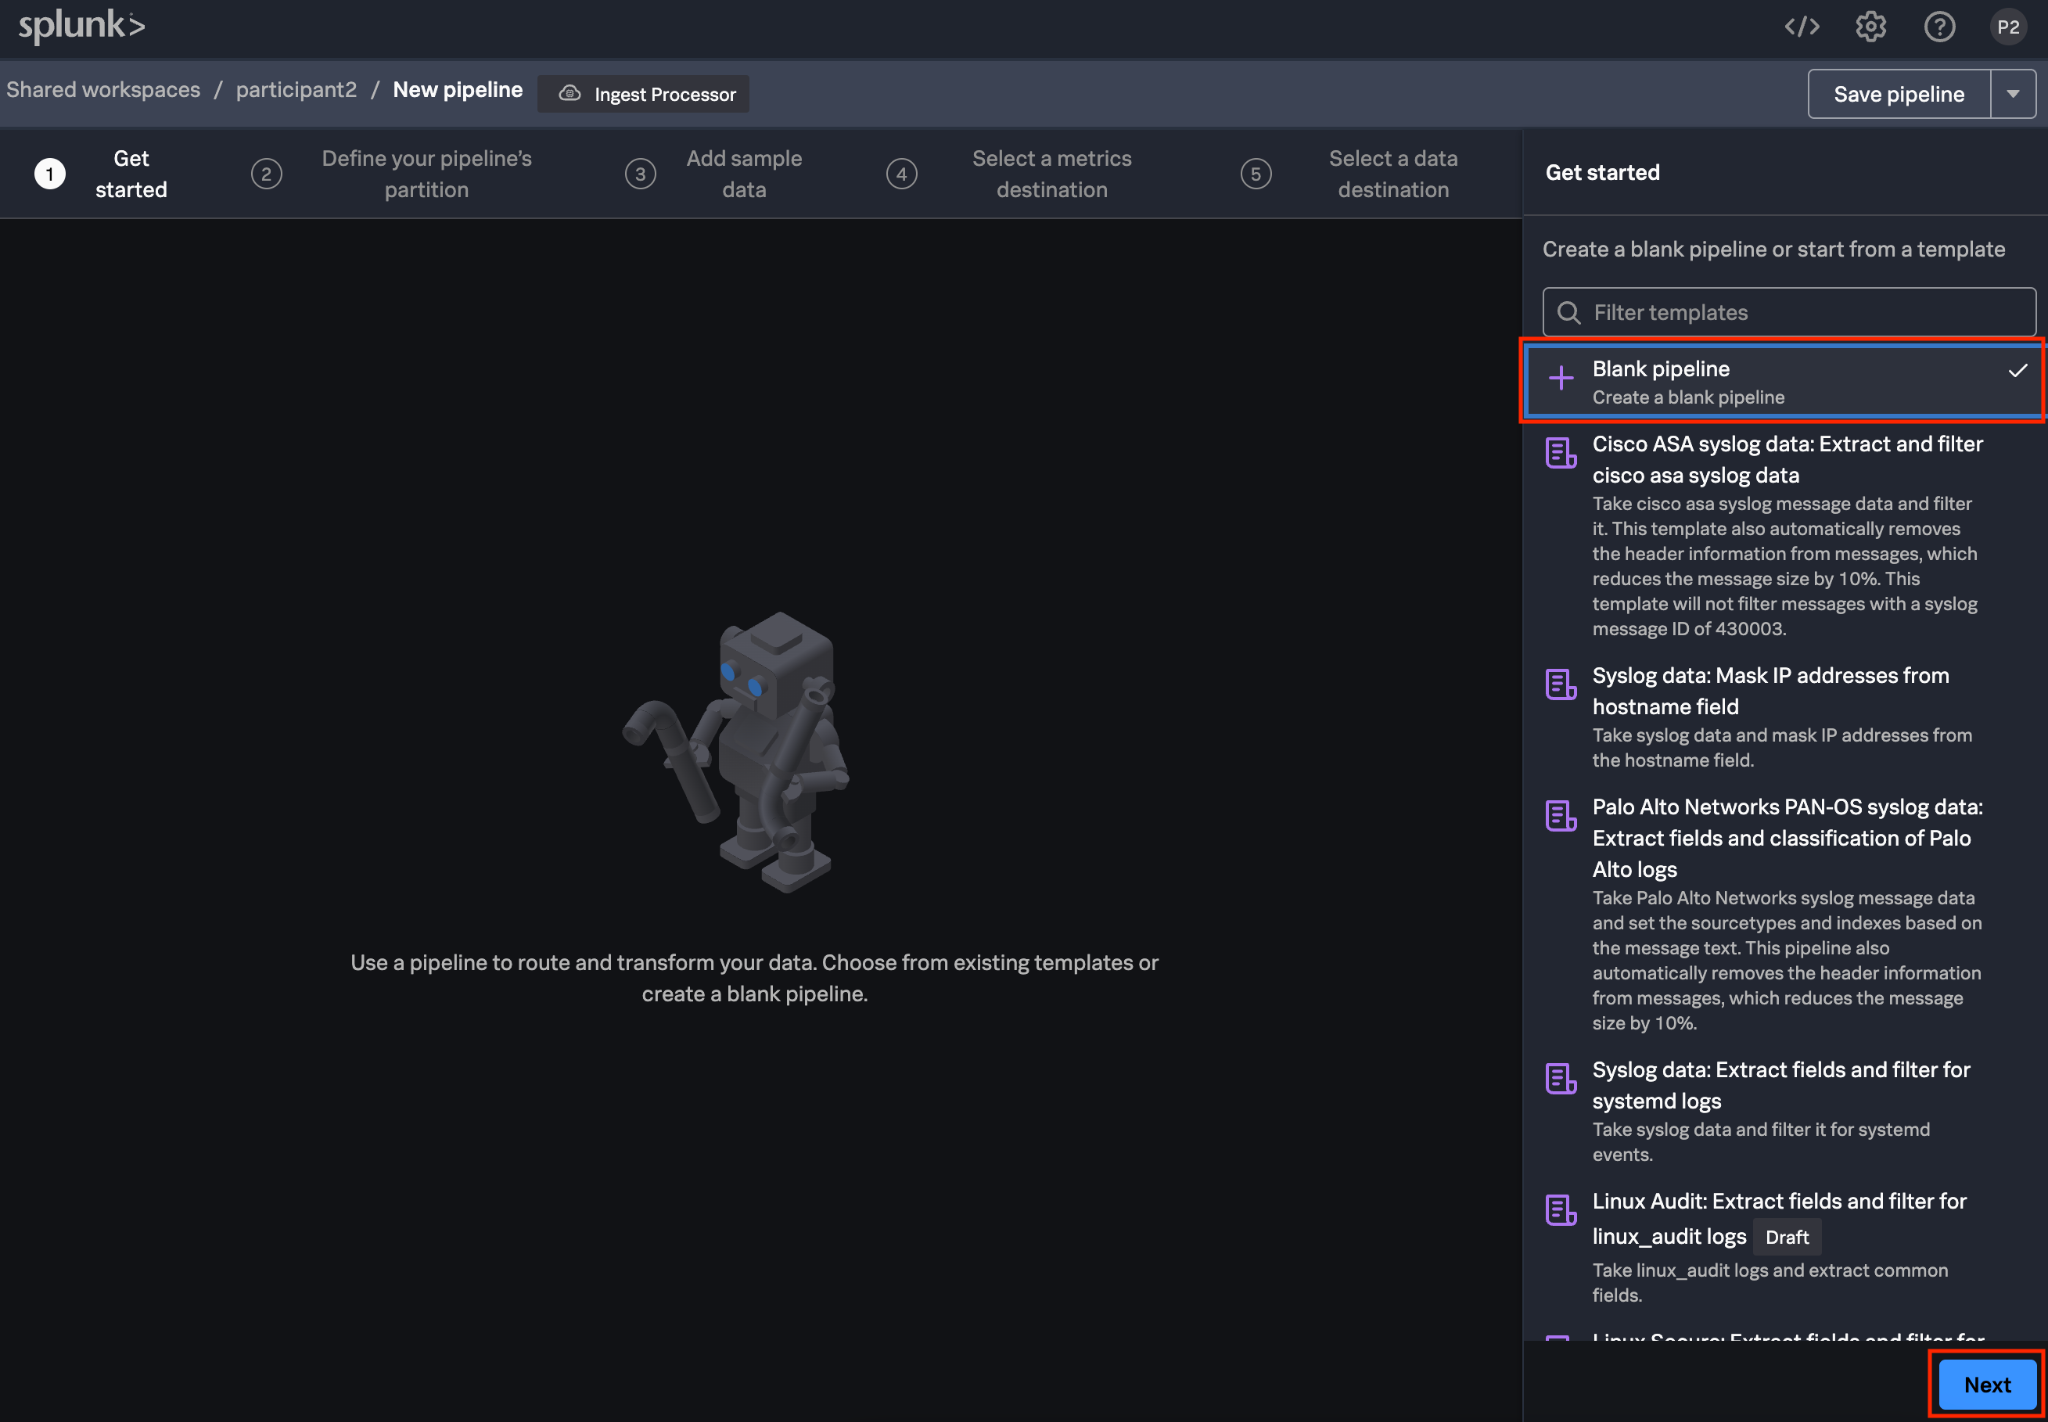 splunk>
P2
Shared workspaces / participant2 / New pipeline
Ingest Processor
Save pipeline
1
Get
started
2
Define your pipeline's
partition
3
Add sample
data
4
Select a metrics
destination
5
Select a data
destination
Use a pipeline to route and transform your data. Choose from existing templates or
create a blank pipeline.
Get started
Create a blank pipeline or start from a template
Filter templates
Blank pipeline
Create a blank pipeline
Cisco ASA syslog data: Extract and filter
cisco asa syslog data
Take cisco asa syslog message data and filter
it. This template also automatically removes
the header information from messages, which
reduces the message size by 10%. This
template will not filter messages with a syslog
message ID of 430003.
Syslog data: Mask IP addresses from
hostname field
Take syslog data and mask IP addresses from
the hostname field.
Palo Alto Networks PAN-OS syslog data:
Extract fields and classification of Palo
Alto logs
Take Palo Alto Networks syslog message data
and set the sourcetypes and indexes based on
the message text. This pipeline also
automatically removes the header information
from messages, which reduces the message
size by 10%.
Syslog data: Extract fields and filter for
systemd logs
Take syslog data and filter it for systemd
events.
Linux Audit: Extract fields and filter for
linux_audit logs Draft
Take linux_audit logs and extract common
fields.
Linux Secure: Extract fields and filter for
Next